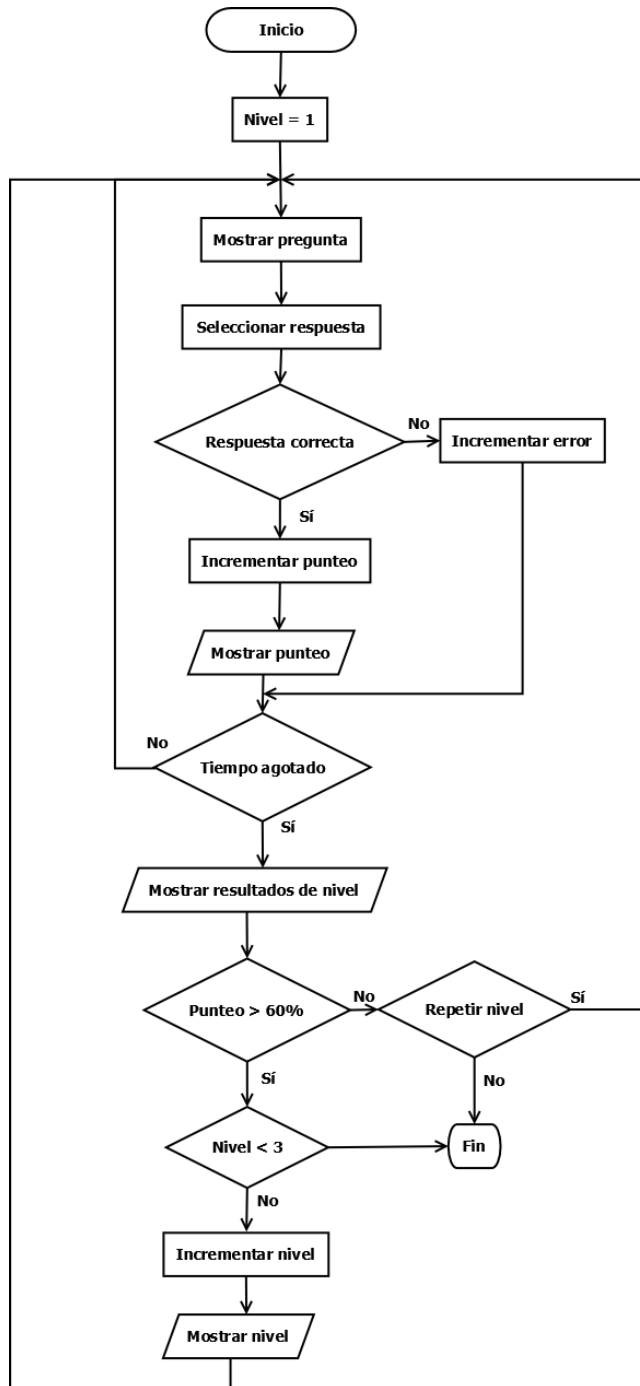 Inicio
Nivel = 1
Mostrar pregunta
Seleccionar respuesta
Respuesta correcta
No
Incrementar error
Sí
Incrementar punteo
Mostrar punteo
No
Tiempo agotado
Sí
Mostrar resultados de nivel
Punteo > 60%
No
Repetir nivel
Sí
Sí
No
Nivel < 3
Fin
No
Incrementar nivel
Mostrar nivel